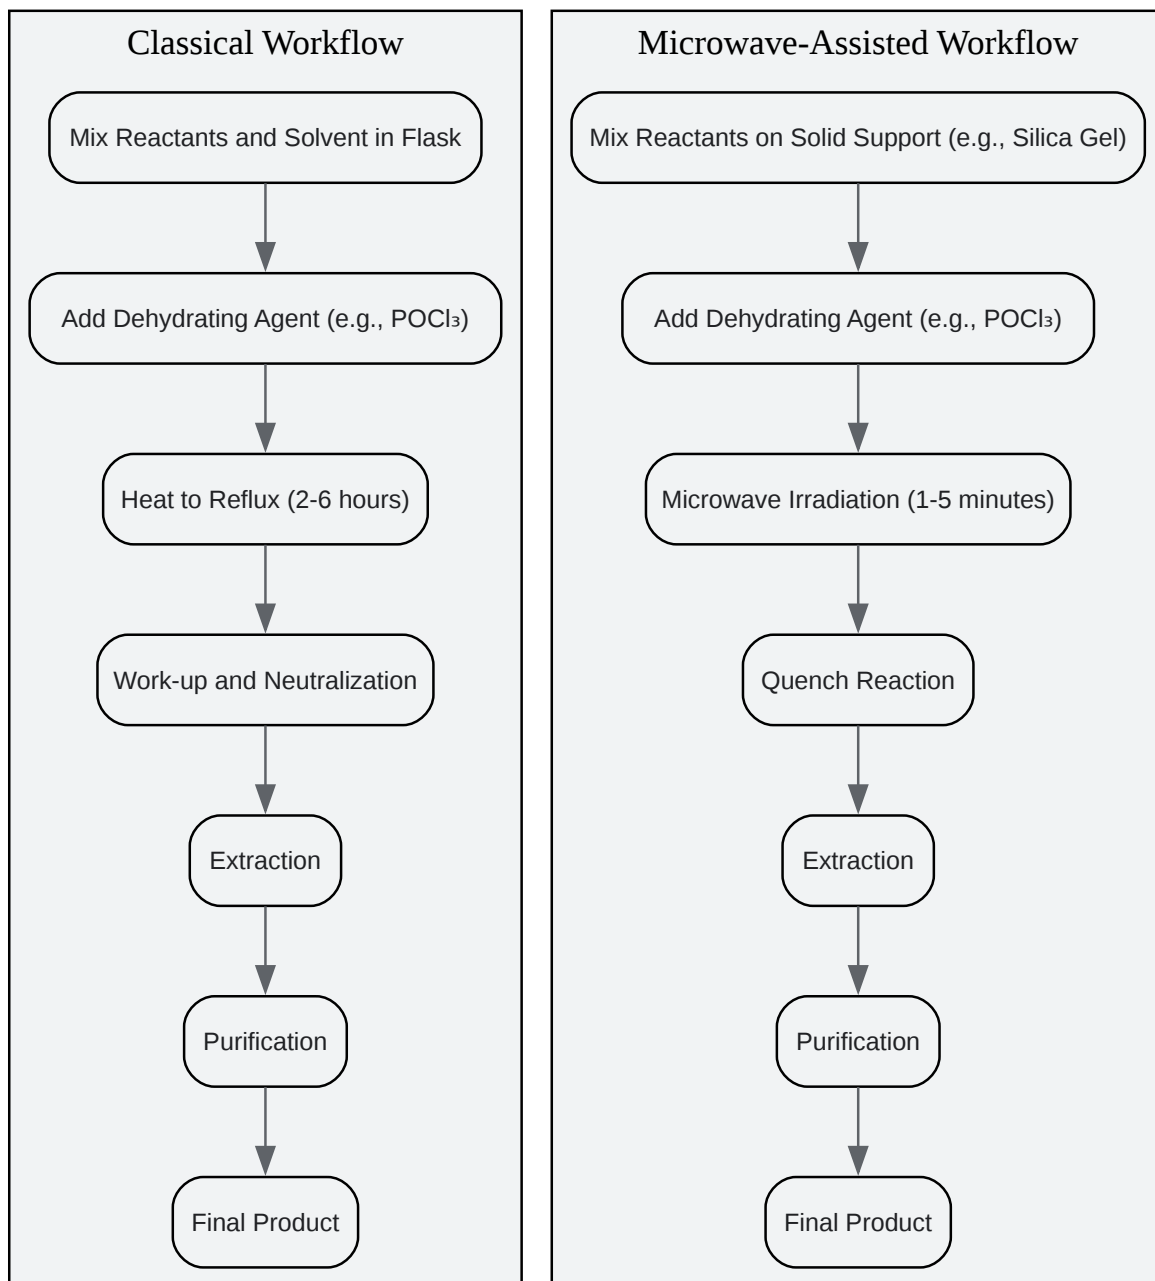 Classical Workflow
Mix Reactants and Solvent in Flask
Add Dehydrating Agent (e.g., POCl₃)
Heat to Reflux (2-6 hours)
Work-up and Neutralization
Extraction
Purification
Final Product
Microwave-Assisted Workflow
Mix Reactants on Solid Support (e.g., Silica Gel)
Add Dehydrating Agent (e.g., POCl₃)
Microwave Irradiation (1-5 minutes)
Quench Reaction
Extraction
Purification
Final Product